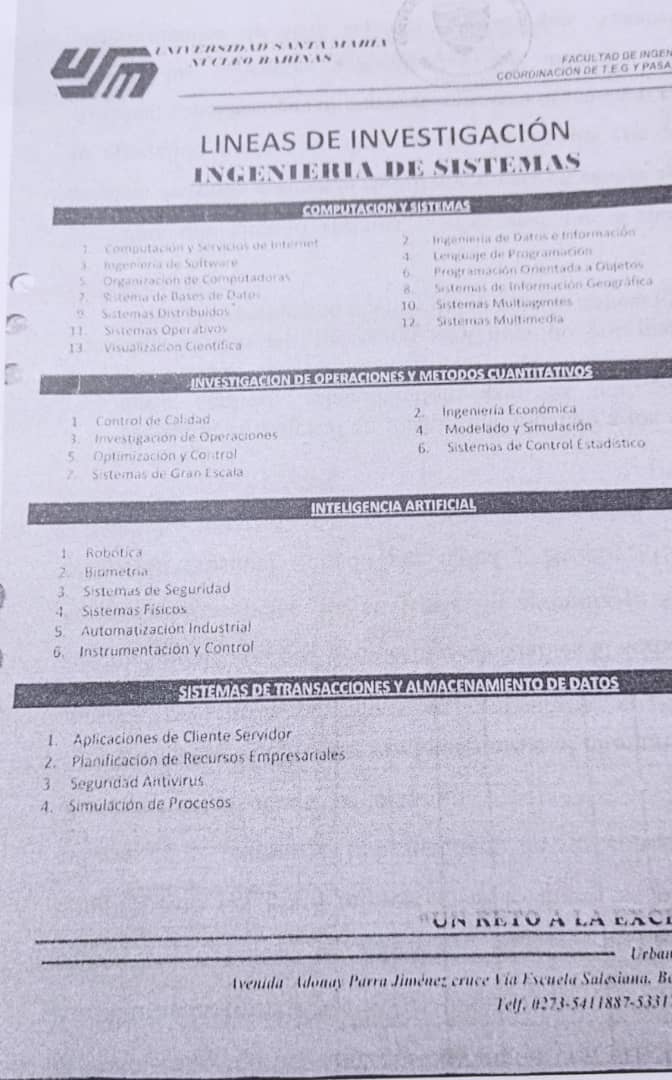 USM
UNIVERSIDAD SANTA MARIA
NUCLEO BARINAS
FACULTAD DE INGEN
COORDINACIÓN DE T.E.G Y PASA
LINEAS DE INVESTIGACIÓN
INGENIERIA DE SISTEMAS
COMPUTACION Y SISTEMAS
1. Computación y Servicios de Internet 2. Ingeniería de Datos e Información
3. Ingeniería de Software 4. Lenguaje de Programación
5. Organización de Computadoras 6. Programación Orientada a Objetos
7. Sistema de Bases de Datos 8. Sistemas de Información Geográfica
9. Sistemas Distribuidos 10. Sistemas Multiagentes
11. Sistemas Operativos 12. Sistemas Multimedia
13. Visualización Científica
INVESTIGACION DE OPERACIONES Y METODOS CUANTITATIVOS
1. Control de Calidad 2. Ingeniería Económica
3. Investigación de Operaciones 4. Modelado y Simulación
5. Optimización y Control 6. Sistemas de Control Estadístico
7. Sistemas de Gran Escala
INTELIGENCIA ARTIFICIAL
1. Robótica
2. Biometría
3. Sistemas de Seguridad
4. Sistemas Físicos
5. Automatización Industrial
6. Instrumentación y Control
SISTEMAS DE TRANSACCIONES Y ALMACENAMIENTO DE DATOS
1. Aplicaciones de Cliente Servidor
2. Planificación de Recursos Empresariales
3. Seguridad Antivirus
4. Simulación de Procesos
"UN RETO A LA EXCE
Urban
Avenida Adonay Parra Jiménez cruce Vía Escuela Salesiana. Ba
Telf. 0273-5411887-5331